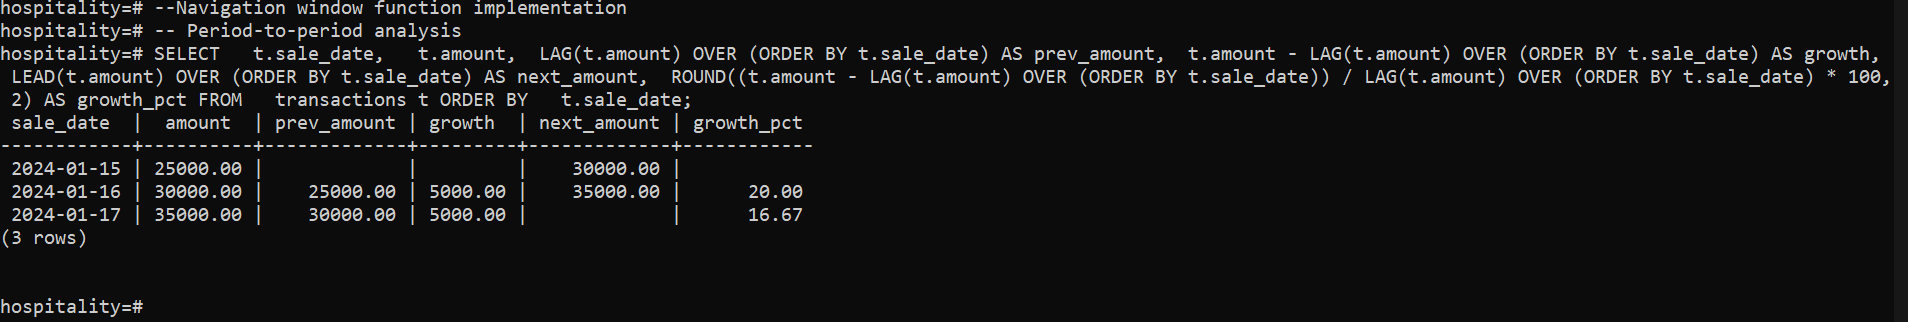 hospitality=# --Navigation window function implementation
hospitality=# -- Period-to-period analysis
hospitality=# SELECT   t.sale_date,   t.amount,  LAG(t.amount) OVER (ORDER BY t.sale_date) AS prev_amount,  t.amount - LAG(t.amount) OVER (ORDER BY t.sale_date) AS growth,
 LEAD(t.amount) OVER (ORDER BY t.sale_date) AS next_amount,  ROUND((t.amount - LAG(t.amount) OVER (ORDER BY t.sale_date)) / LAG(t.amount) OVER (ORDER BY t.sale_date) * 100,
 2) AS growth_pct FROM   transactions t ORDER BY   t.sale_date;
 sale_date  |  amount  | prev_amount | growth  | next_amount | growth_pct
------------+----------+-------------+---------+-------------+------------
 2024-01-15 | 25000.00 |             |         |    30000.00 |
 2024-01-16 | 30000.00 |    25000.00 | 5000.00 |    35000.00 |      20.00
 2024-01-17 | 35000.00 |    30000.00 | 5000.00 |             |      16.67
(3 rows)
hospitality=#